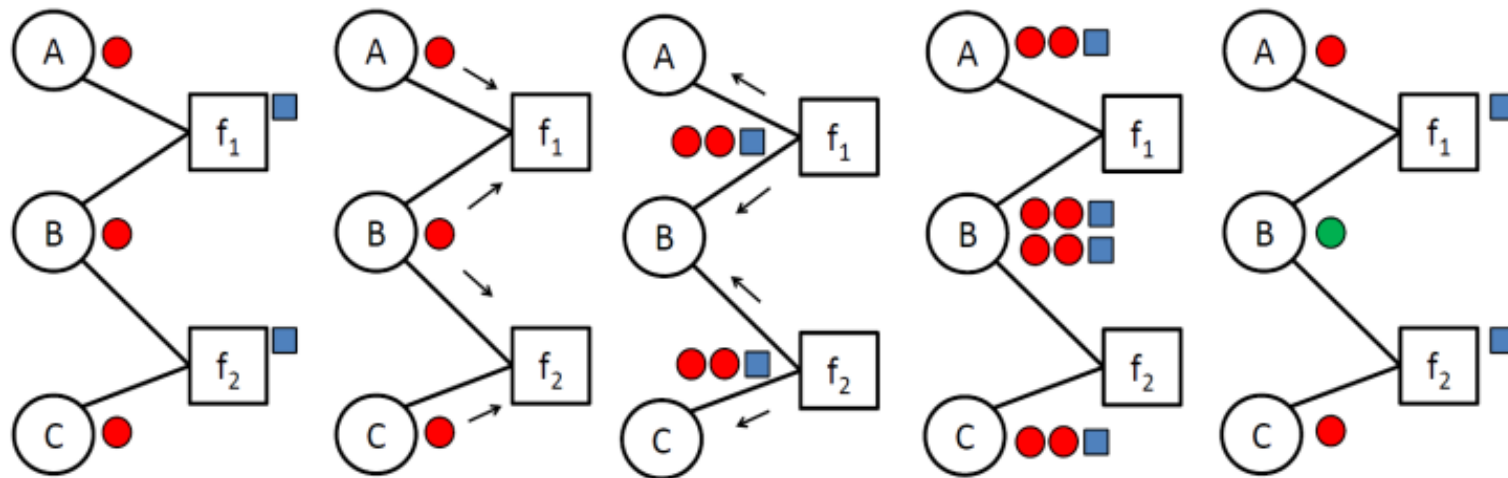 A A A A A
f₁ f₁ f₁ f₁ f₁
B B B B B
f₂ f₂ f₂ f₂ f₂
C C C C C